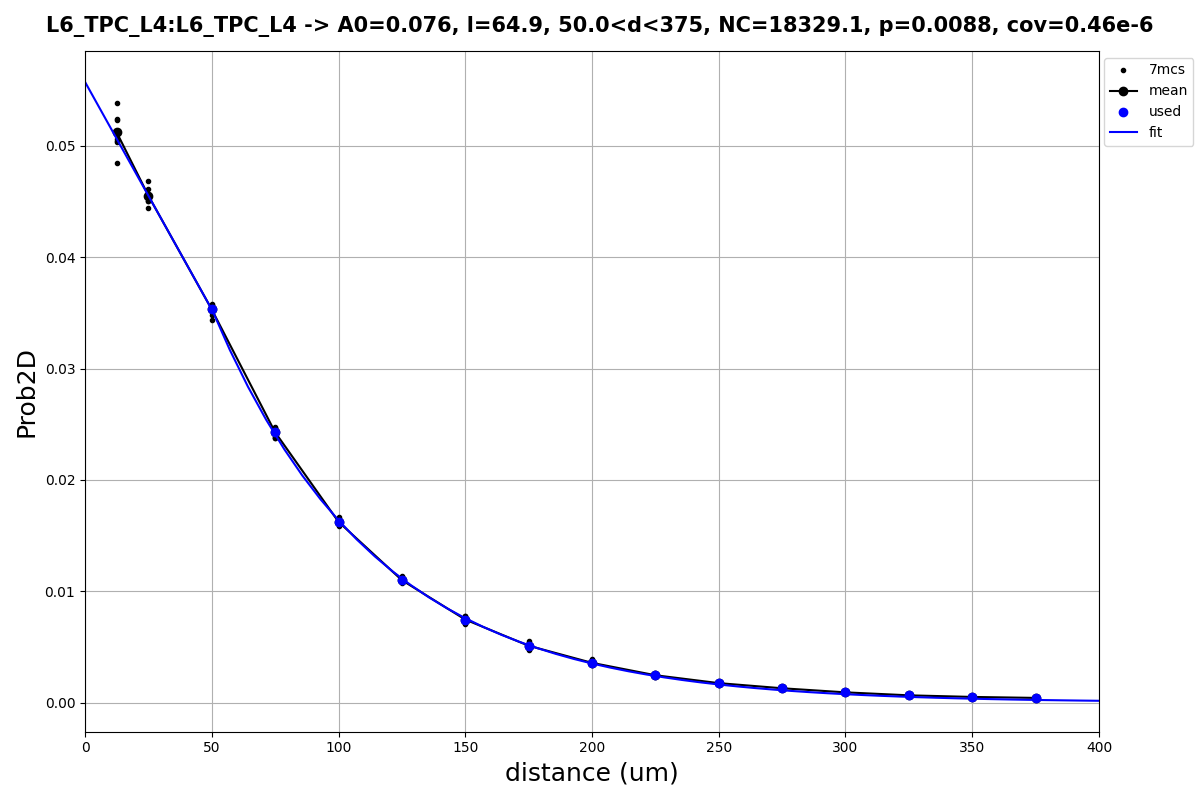 L6_TPC_L4:L6_TPC_L4 -> A0=0.076, l=64.9, 50.0<d<375, NC=18329.1, p=0.0088, cov=0.46e-6
7mcs
mean
used
fit
Prob2D
0.05
0.04
0.03
0.02
0.01
0.00
0 50 100 150 200 250 300 350 400
distance (um)